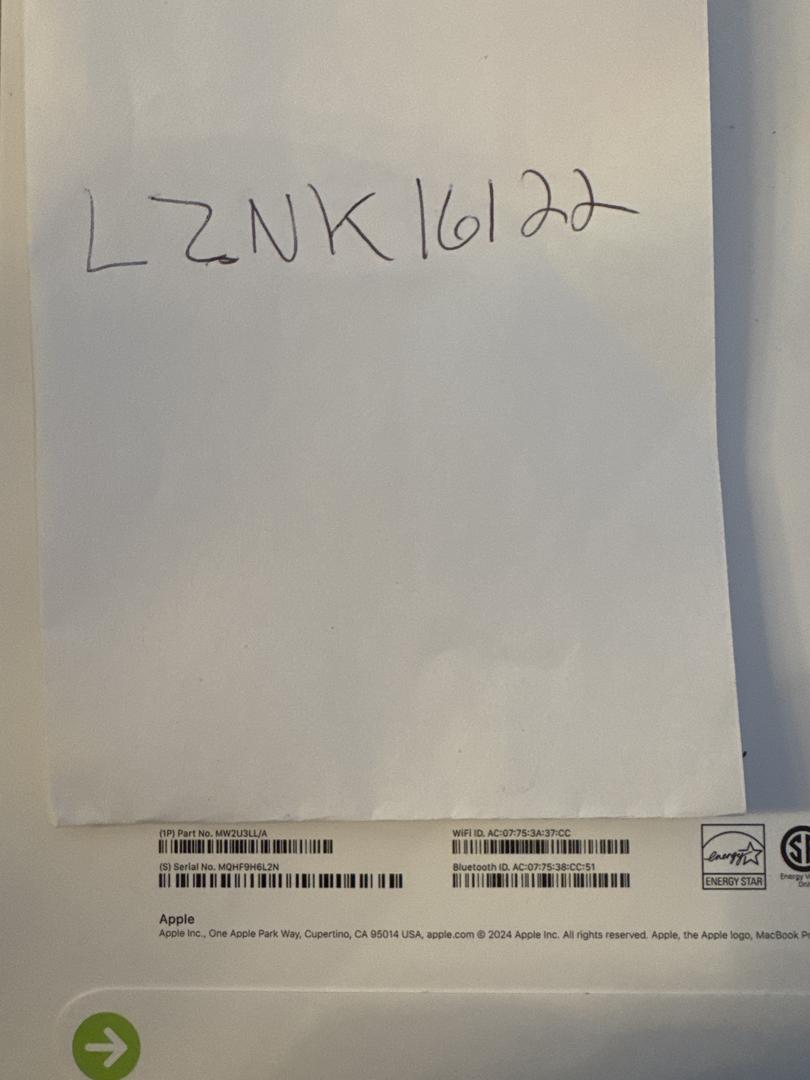 LZNK16122
(1P) Part No. MW2U3LL/A
WiFi ID. AC:07:75:3A:37:CC
(S) Serial No. MQHF9H6L2N
Bluetooth ID. AC:07:75:38:CC:51
energy
ENERGY STAR
Energy
Apple
Apple Inc., One Apple Park Way, Cupertino, CA 95014 USA, apple.com © 2024 Apple Inc. All rights reserved. Apple, the Apple logo, MacBook